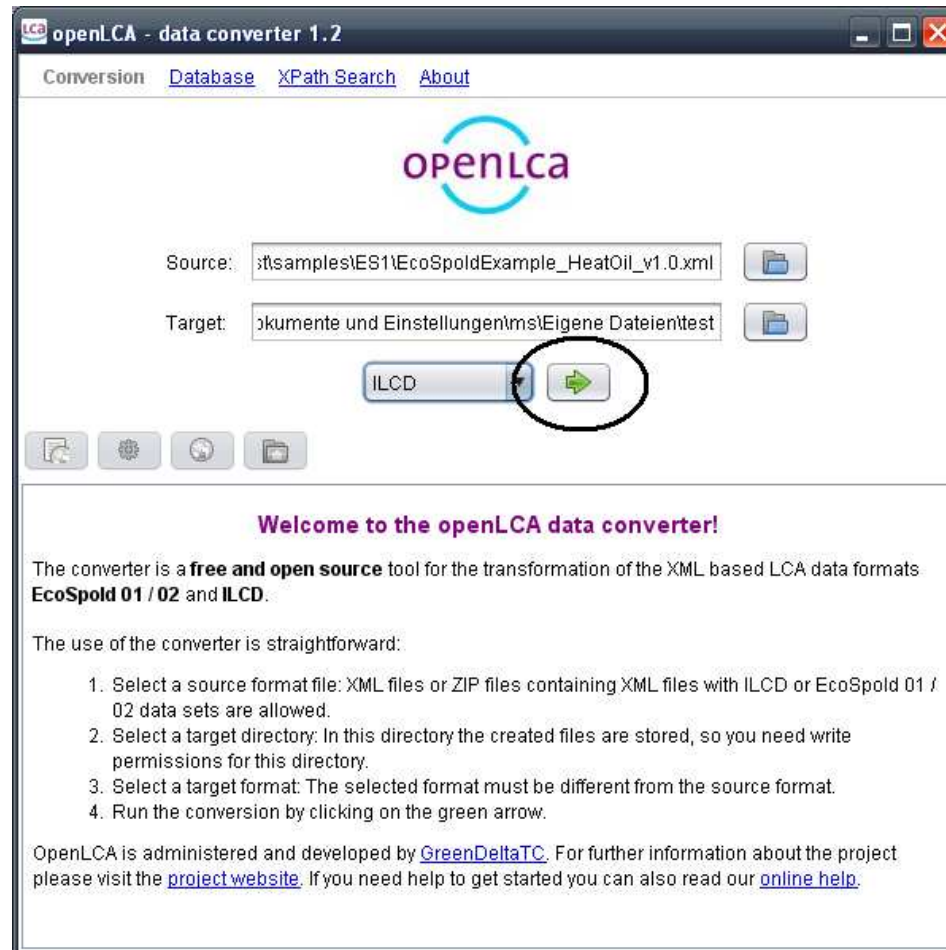 LCA openLCA - data converter 1.2
Conversion Database XPath Search About
openLCA
Source: st\samples\ES1\EcoSpoldExample_HeatOil_v1.0.xml
Target: okumente und Einstellungen\ms\Eigene Dateien\test
ILCD
Welcome to the openLCA data converter!
The converter is a free and open source tool for the transformation of the XML based LCA data formats
EcoSpold 01 / 02 and ILCD.
The use of the converter is straightforward:
1. Select a source format file: XML files or ZIP files containing XML files with ILCD or EcoSpold 01 /
02 data sets are allowed.
2. Select a target directory: In this directory the created files are stored, so you need write
permissions for this directory.
3. Select a target format: The selected format must be different from the source format.
4. Run the conversion by clicking on the green arrow.
OpenLCA is administered and developed by GreenDeltaTC. For further information about the project
please visit the project website. If you need help to get started you can also read our online help.